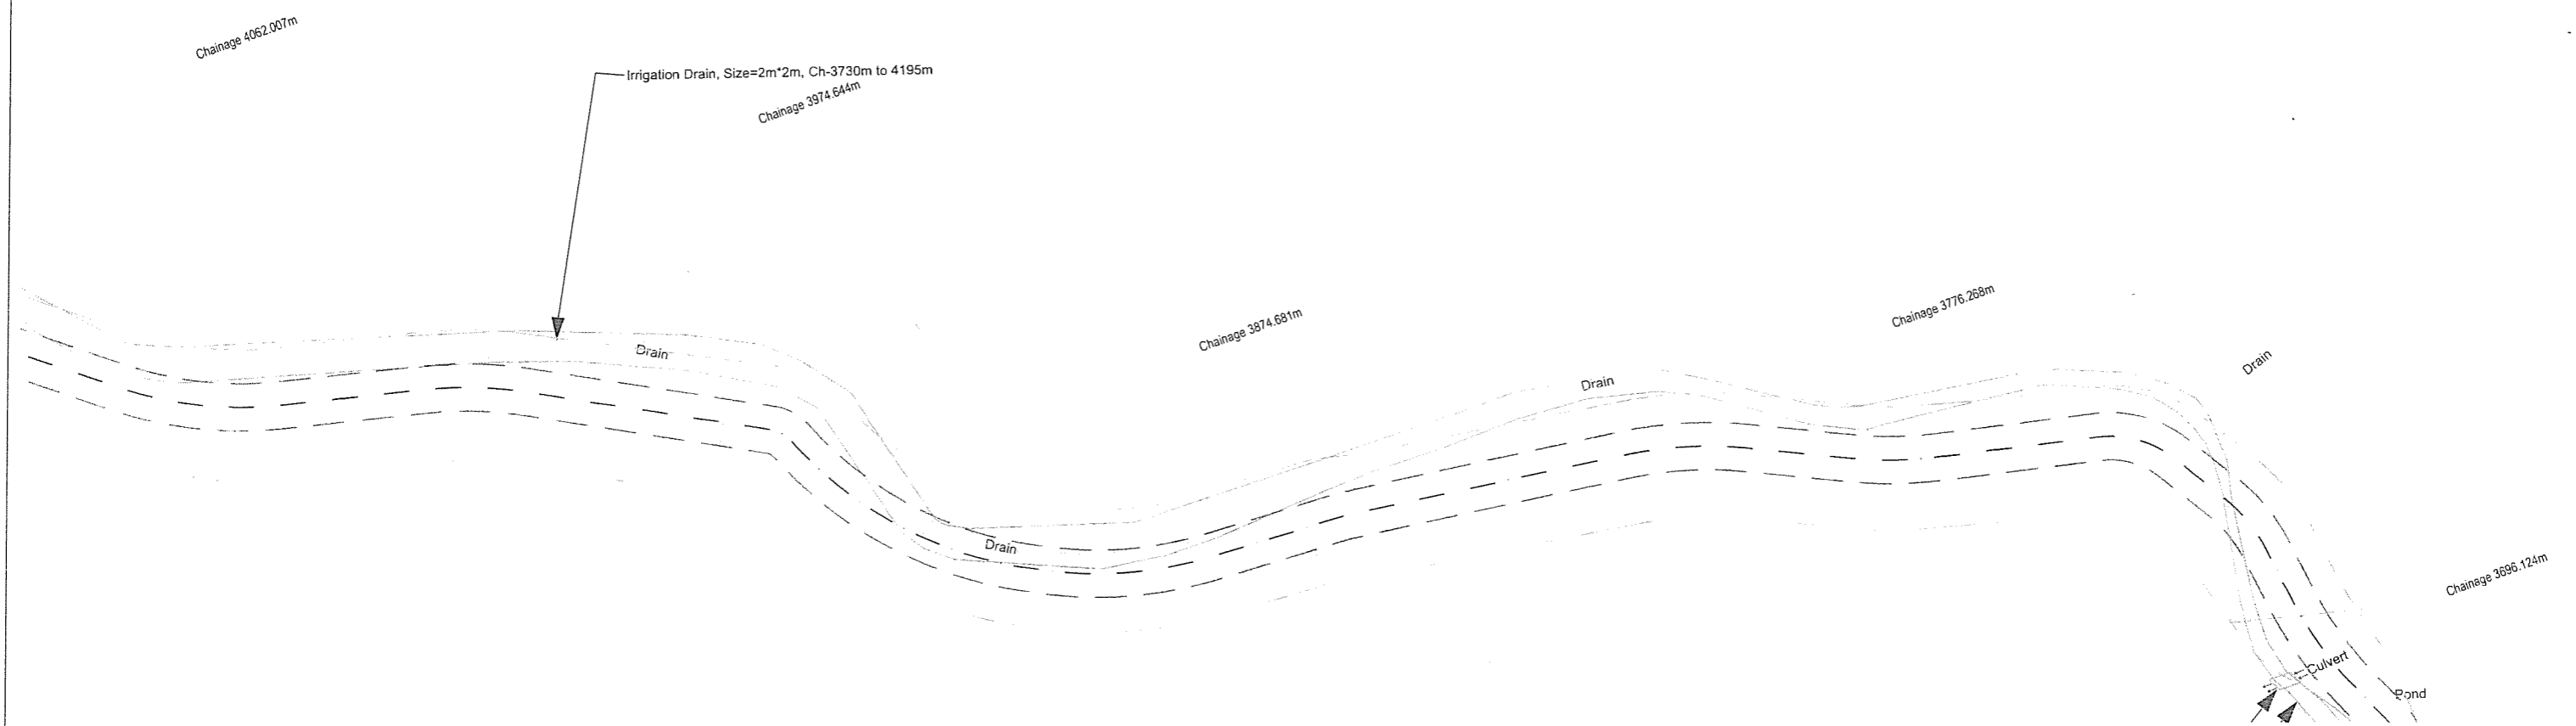 Chainage 4062.007m
Irrigation Drain, Size=2m*2m, Ch-3730m to 4195m
Chainage 3974.644m
Drain
Chainage 3874.681m
Drain
Drain
Chainage 3776.268m
Drain
Chainage 3696.124m
Culvert
Pond